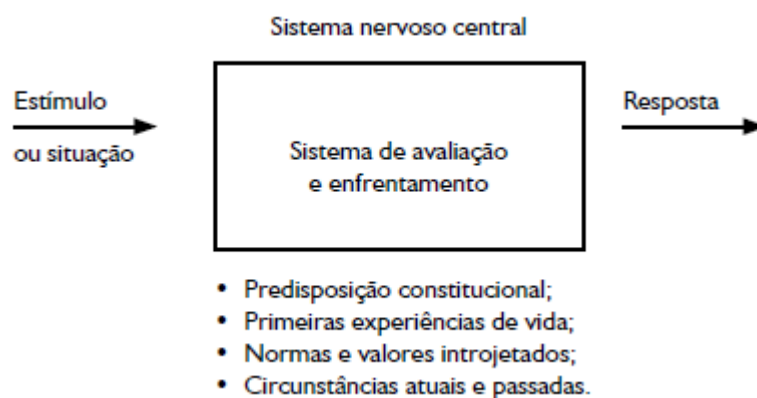 Sistema nervoso central
Estímulo
ou situação
Sistema de avaliação
e enfrentamento
Resposta
• Predisposição constitucional;
• Primeiras experiências de vida;
• Normas e valores introjetados;
• Circunstâncias atuais e passadas.